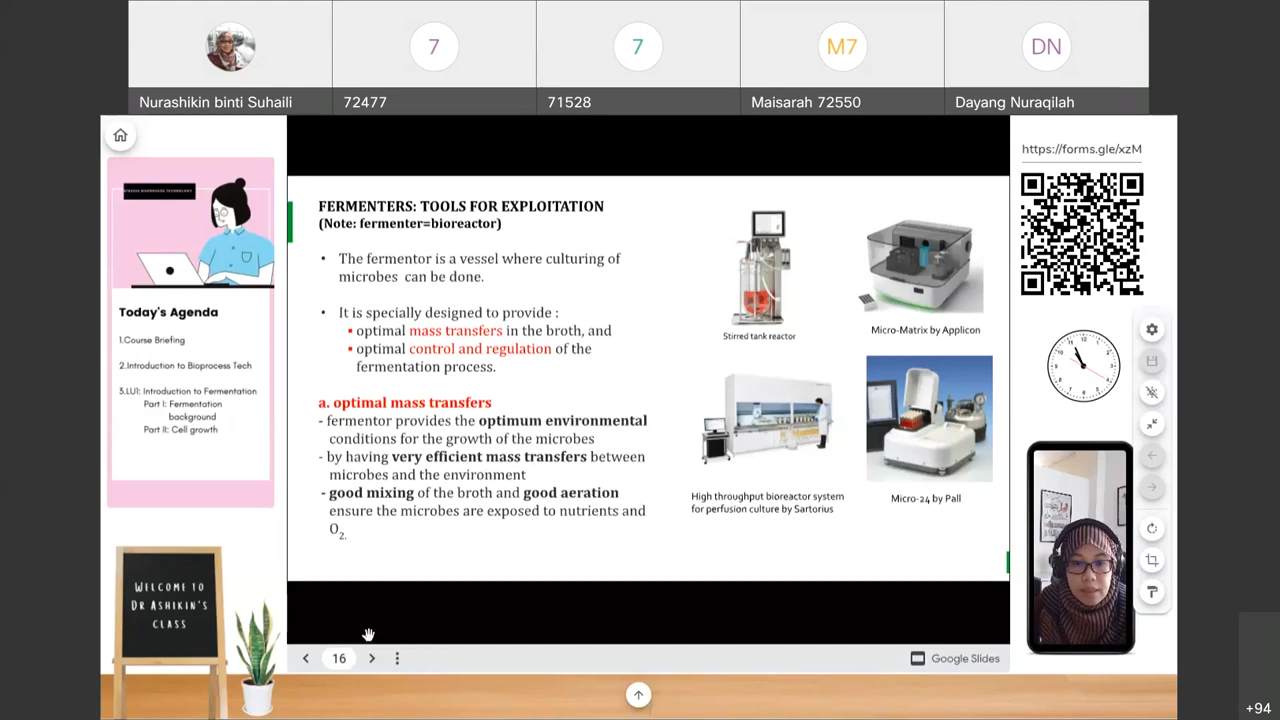 7
7
M7
DN
Nurashikin binti Suhaili
72477
71528
Maisarah 72550
Dayang Nuraqilah
BIOPROCESS TECHNOLOGY
Today's Agenda
1.Course Briefing
2.Introduction to Bioprocess Tech
3.LU1: Introduction to Fermentation
Part I: Fermentation
background
Part II: Cell growth
WELCOME TO
DR ASHIKIN'S
CLASS
FERMENTERS: TOOLS FOR EXPLOITATION
(Note: fermenter=bioreactor)
• The fermentor is a vessel where culturing of
microbes can be done.
• It is specially designed to provide :
▪ optimal mass transfers in the broth, and
▪ optimal control and regulation of the
fermentation process.
a. optimal mass transfers
- fermentor provides the optimum environmental
conditions for the growth of the microbes
- by having very efficient mass transfers between
microbes and the environment
- good mixing of the broth and good aeration
ensure the microbes are exposed to nutrients and
O2.
Stirred tank reactor
Micro-Matrix by Applicon
High throughput bioreactor system
for perfusion culture by Sartorius
Micro-24 by Pall
16
Google Slides
https://forms.gle/xzM
+94